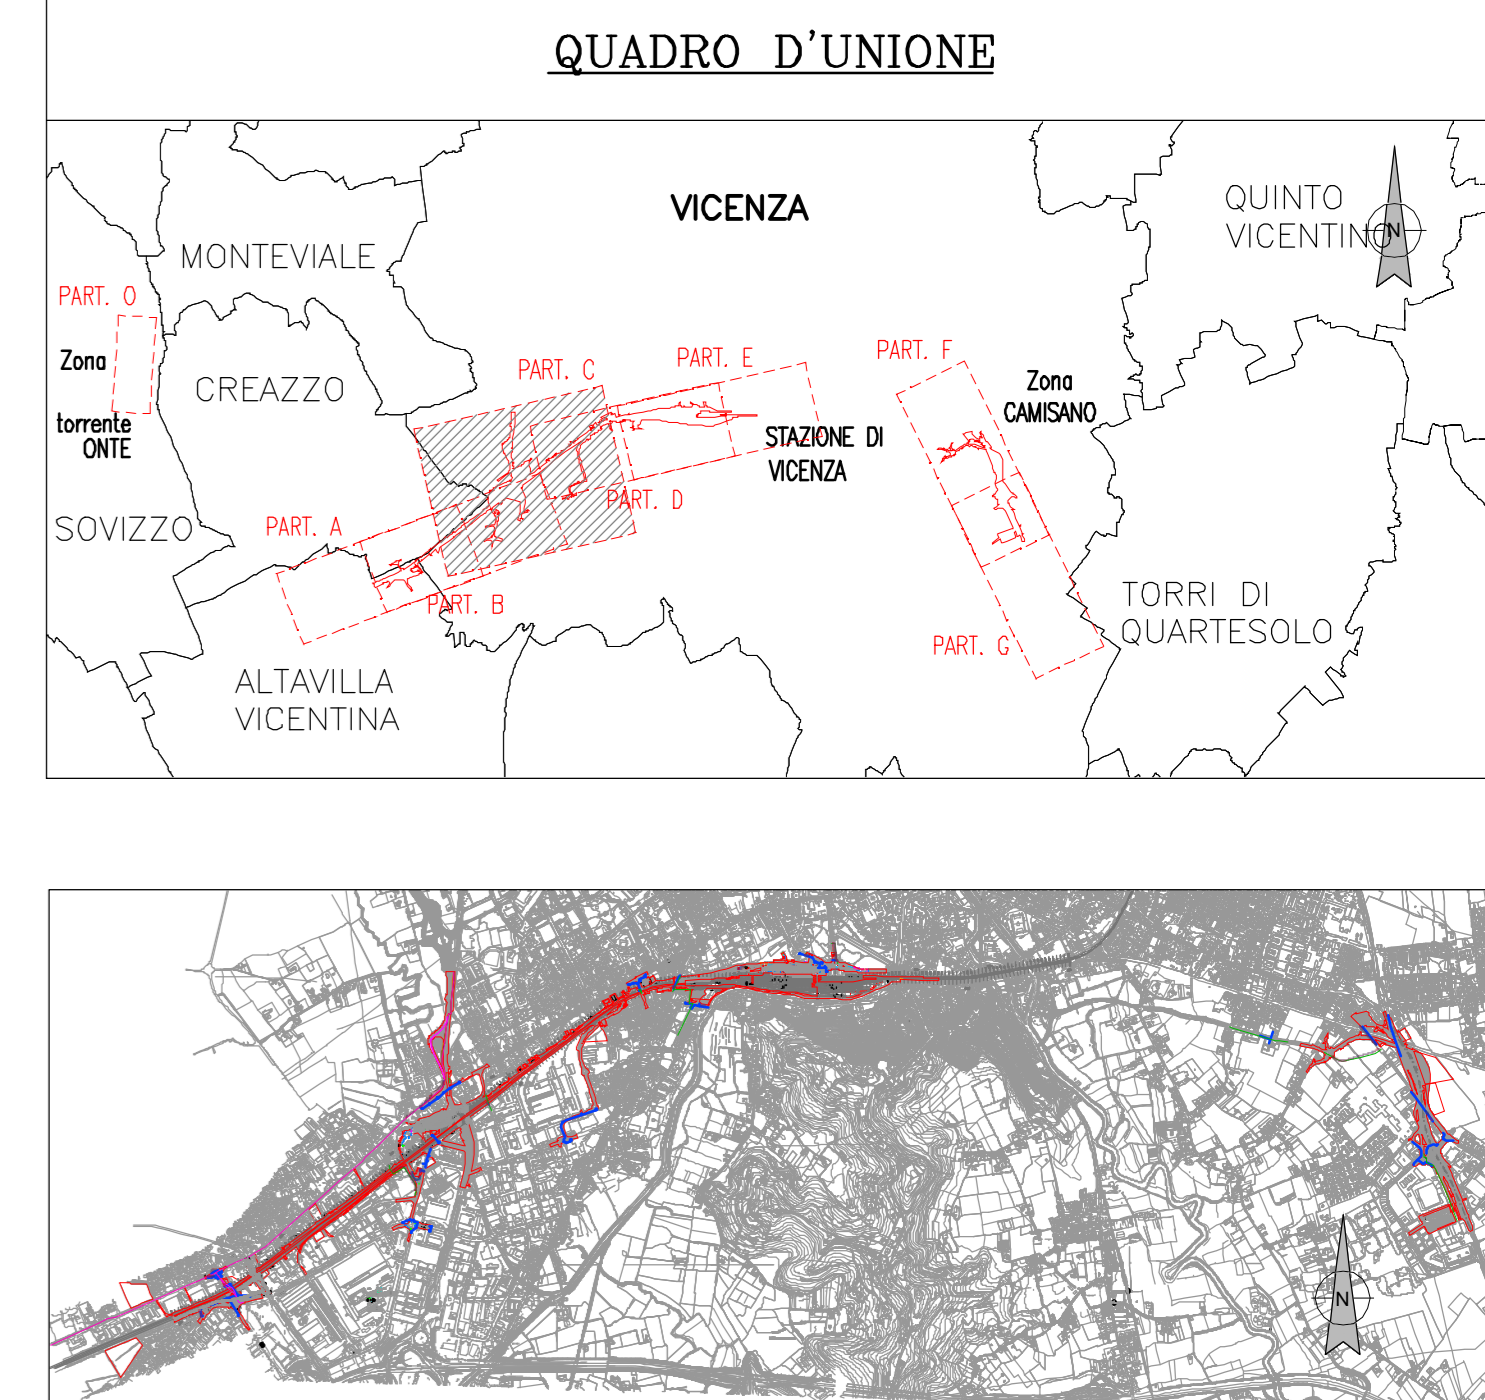 QUADRO D'UNIONE
VICENZA
QUINTO
VICENTINO
N
MONTEVIALE
PART. O
Zona
torrente
ONTE
CREAZZO
PART. C
PART. E
PART. F
Zona
CAMISANO
STAZIONE DI
VICENZA
PART. D
SOVIZZO
PART. A
PART. B
TORRI DI
QUARTESOLO
PART. G
ALTAVILLA
VICENTINA
N